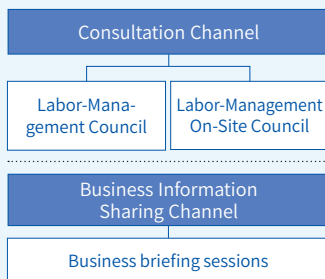 Consultation Channel
Labor-Mana-
gement Council
Labor-Management
On-Site Council
Business Information
Sharing Channel
Business briefing sessions